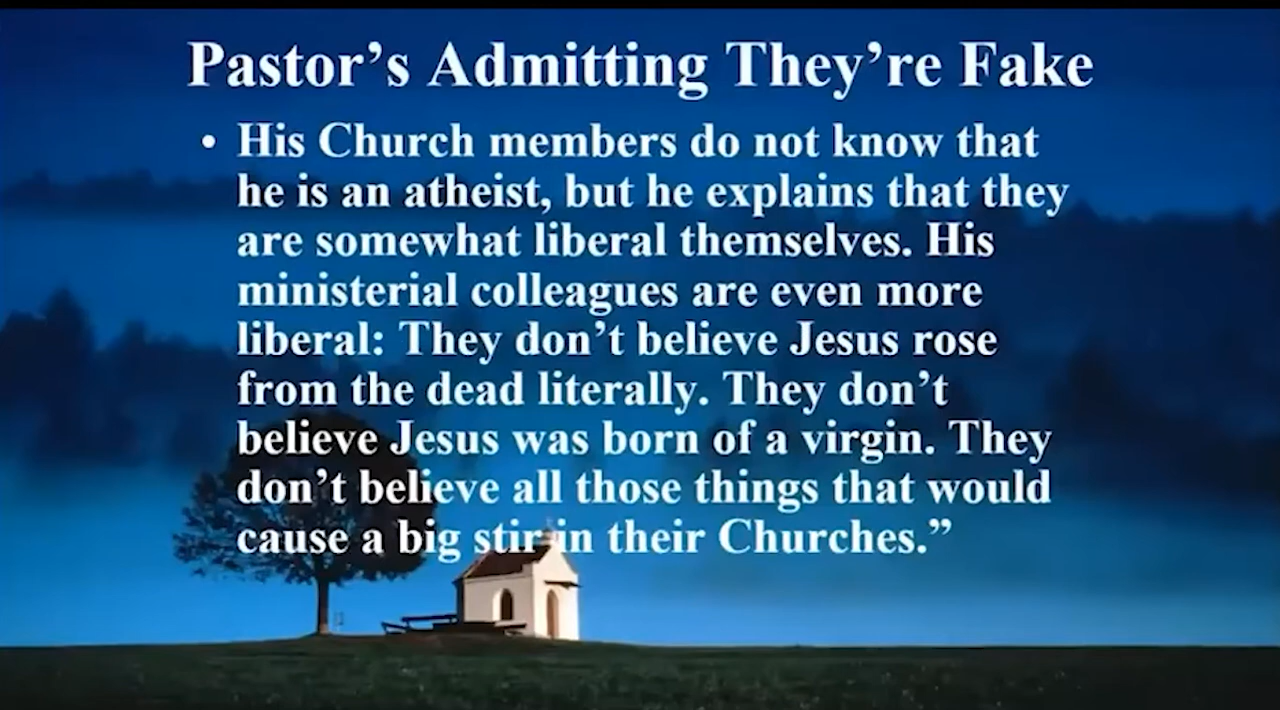 Pastor’s Admitting They’re Fake
• His Church members do not know that
he is an atheist, but he explains that they
are somewhat liberal themselves. His
ministerial colleagues are even more
liberal: They don’t believe Jesus rose
from the dead literally. They don’t
believe Jesus was born of a virgin. They
don’t believe all those things that would
cause a big stir in their Churches.”